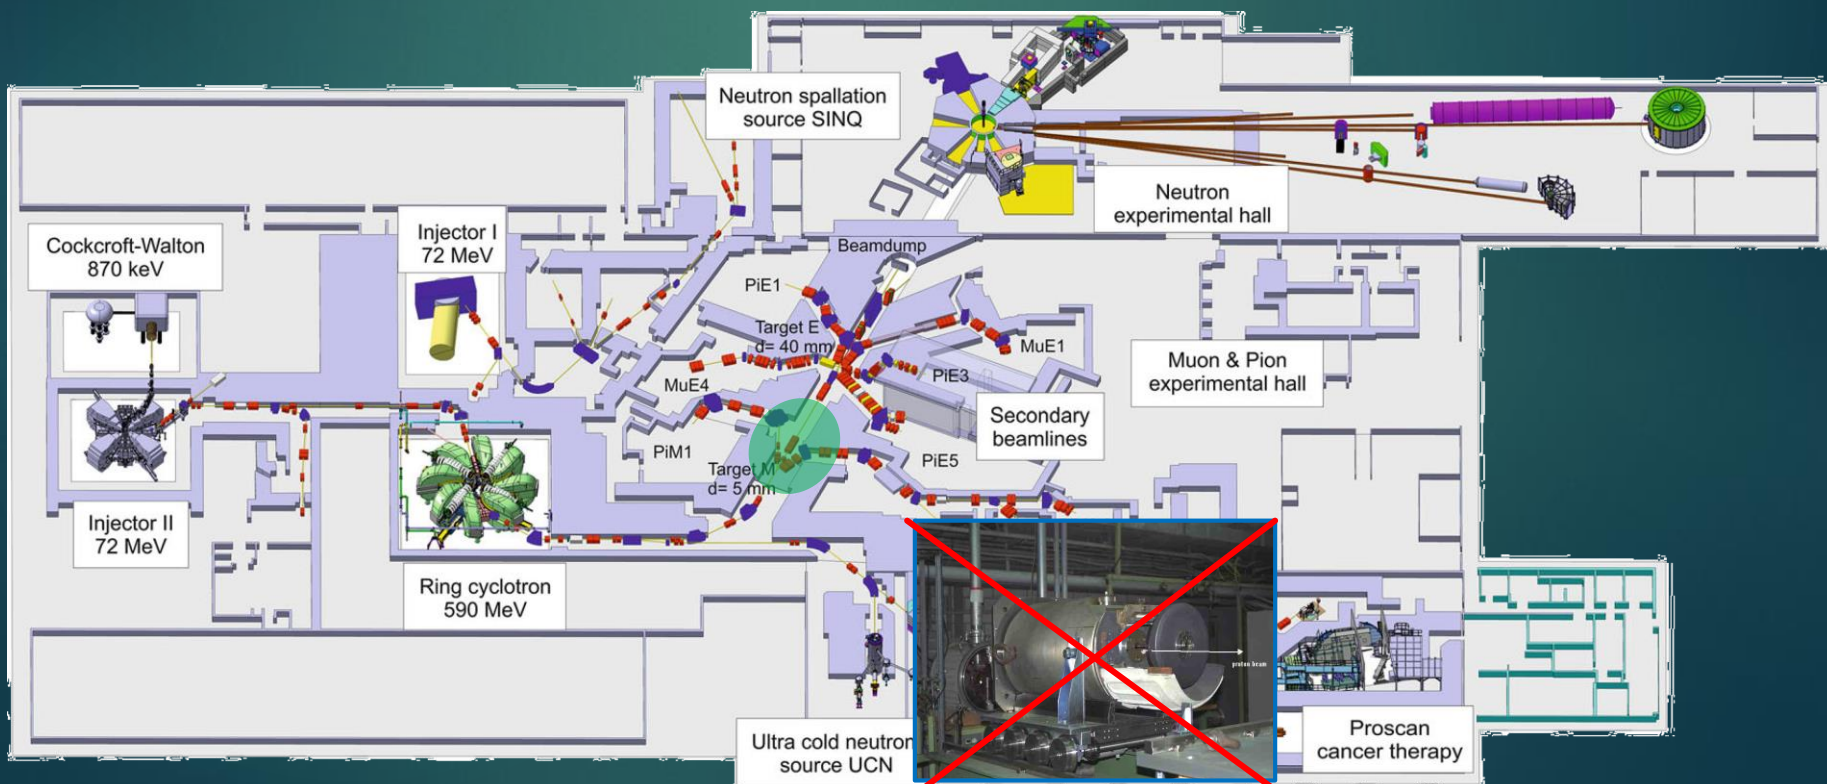 Neutron spallation
source SINQ
Neutron
experimental hall
Cockcroft-Walton
870 keV
Injector I
72 MeV
Beamdump
PiE1
Target E
d= 40 mm
MuE1
Muon & Pion
experimental hall
MuE4
PiE3
Secondary
beamlines
PiM1
PiE5
Target M
d= 5 mm
Injector II
72 MeV
Ring cyclotron
590 MeV
proton beam
Ultra cold neutron
source UCN
Proscan
cancer therapy